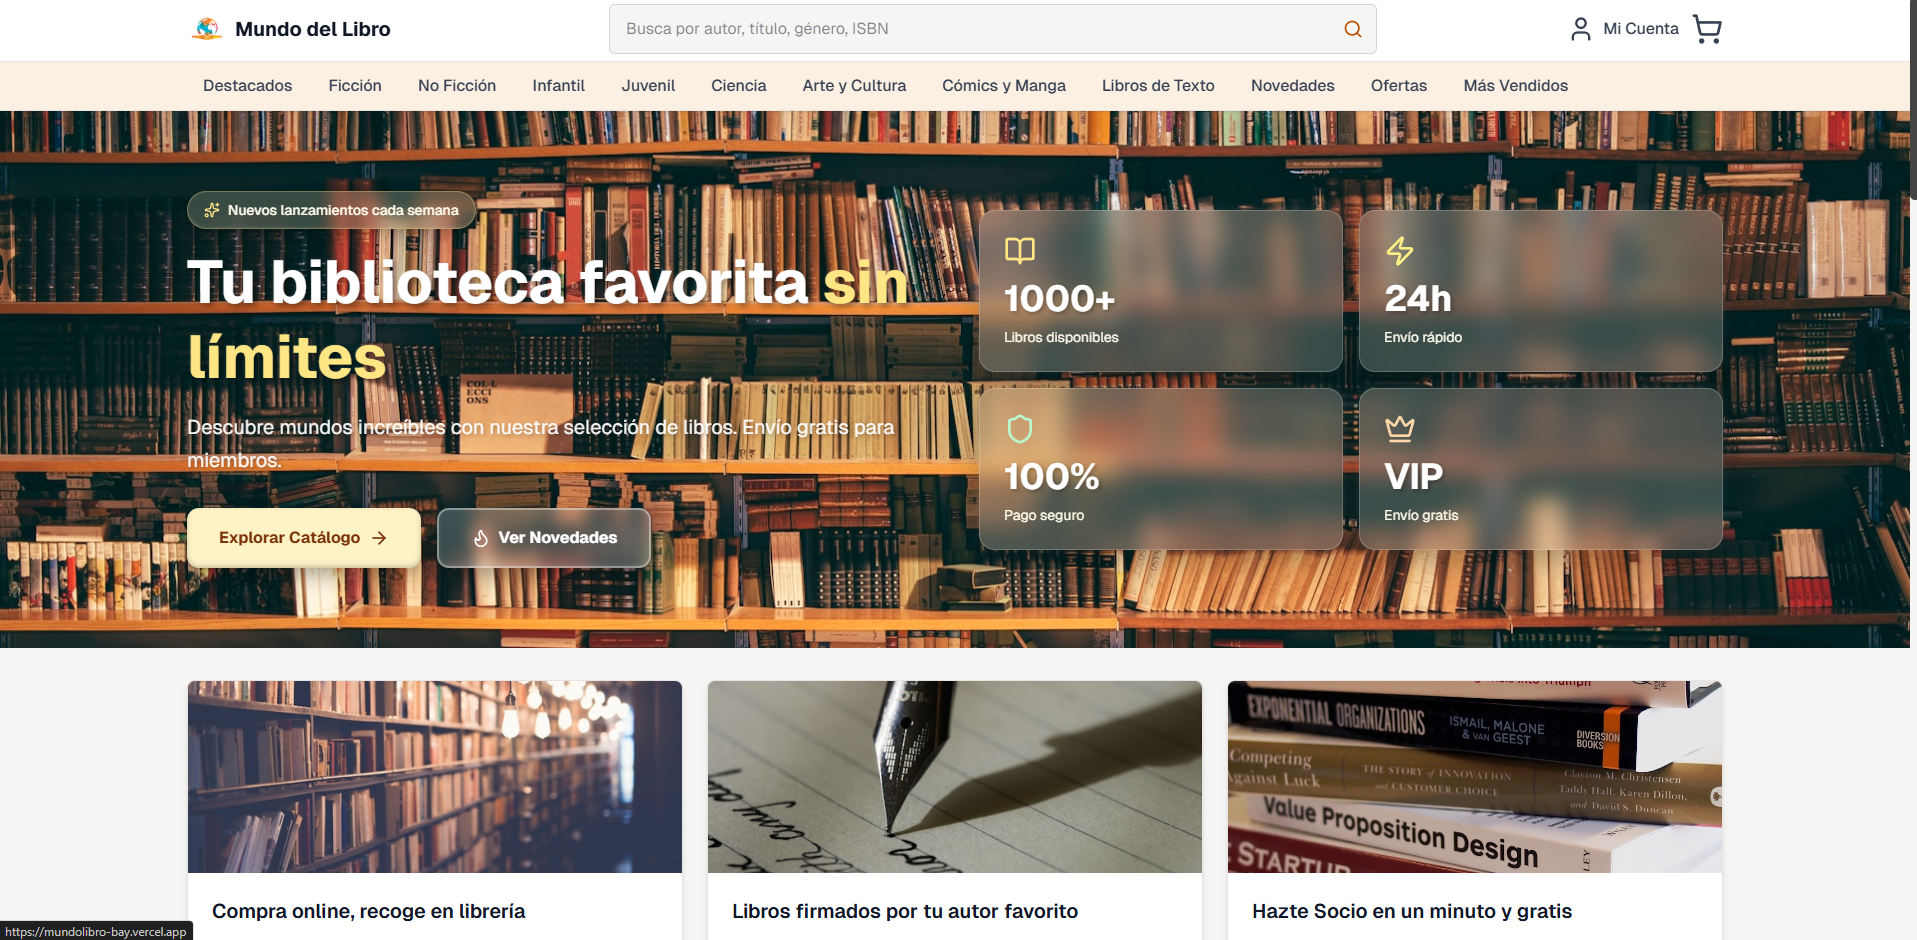 Mundo del Libro
Busca por autor, título, género, ISBN
Mi Cuenta
Destacados
Ficción
No Ficción
Infantil
Juvenil
Ciencia
Arte y Cultura
Cómics y Manga
Libros de Texto
Novedades
Ofertas
Más Vendidos
Nuevos lanzamientos cada semana
Tu biblioteca favorita sin
límites
COL·L
ECCI
ONS
Descubre mundos increíbles con nuestra selección de libros. Envío gratis para
miembros.
Explorar Catálogo
Ver Novedades
1000+
Libros disponibles
24h
Envío rápido
100%
Pago seguro
VIP
Envío gratis
EXPONENTIAL ORGANIZATIONS
ISMAIL, MALONE
& VAN GEEST
DIVERSION
BOOKS
Competing
Against Luck
THE STORY of INNOVATION
and CUSTOMER CHOICE
Clayton M. Christensen
Taddy Hall, Karen Dillon,
and David S. Duncan
Value Proposition Design
WILEY
STARTUP
Compra online, recoge en librería
Libros firmados por tu autor favorito
Hazte Socio en un minuto y gratis
https://mundolibro-bay.vercel.app